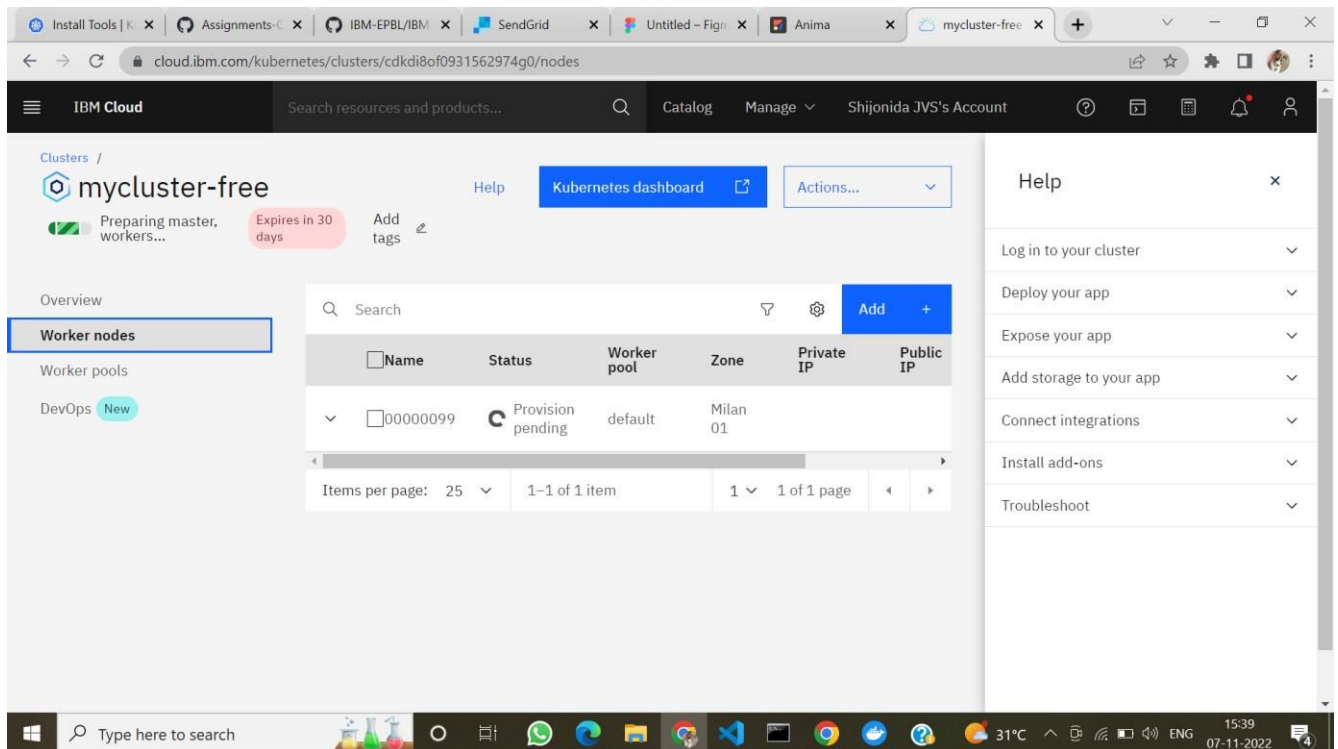 Install Tools | K
Assignments-C
IBM-EPBL/IBM
SendGrid
Untitled – Figm
Anima
mycluster-free
cloud.ibm.com/kubernetes/clusters/cdkdi8of0931562974g0/nodes
IBM Cloud
Search resources and products...
Catalog
Manage
Shijonida JVS's Account
Clusters /
mycluster-free
Help
Kubernetes dashboard
Actions...
Preparing master,
workers...
Expires in 30
days
Add
tags
Overview
Worker nodes
Worker pools
DevOps New
Search
Add +
Name Status Worker pool Zone Private IP Public IP
00000099 Provision pending default Milan 01
Items per page: 25 1–1 of 1 item 1 1 of 1 page
Help
Log in to your cluster
Deploy your app
Expose your app
Add storage to your app
Connect integrations
Install add-ons
Troubleshoot
Type here to search
31°C
ENG
15:39
07-11-2022
4